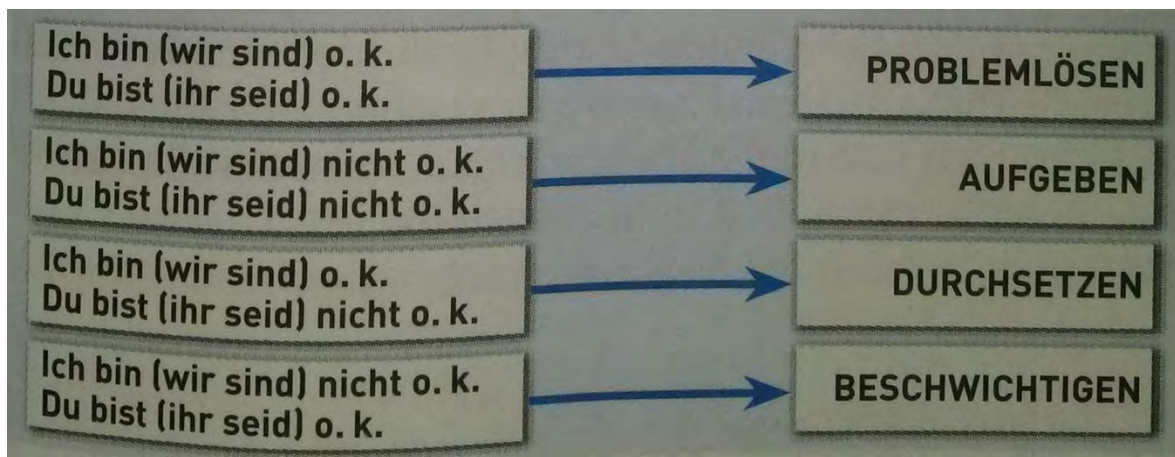 Ich bin (wir sind) o. k.
Du bist (ihr seid) o. k.
PROBLEMLÖSEN
Ich bin (wir sind) nicht o. k.
Du bist (ihr seid) nicht o. k.
AUFGEBEN
Ich bin (wir sind) o. k.
Du bist (ihr seid) nicht o. k.
DURCHSETZEN
Ich bin (wir sind) nicht o. k.
Du bist (ihr seid) o. k.
BESCHWICHTIGEN